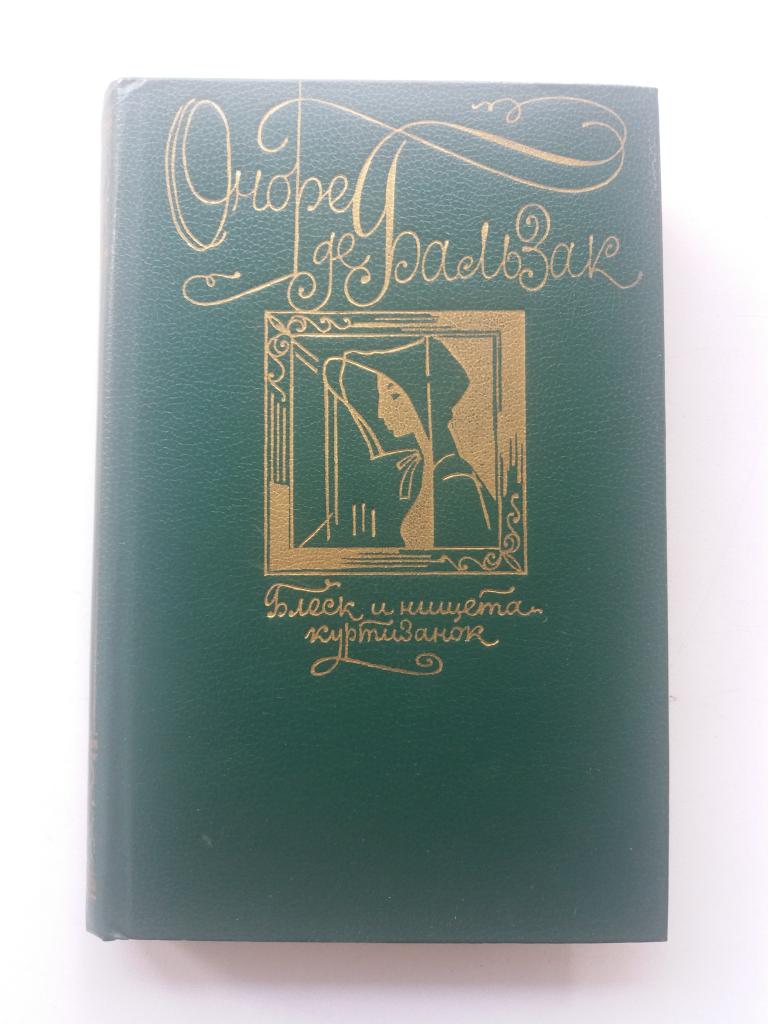 Оноре
де Бальзак
Блеск и нищета
куртизанок